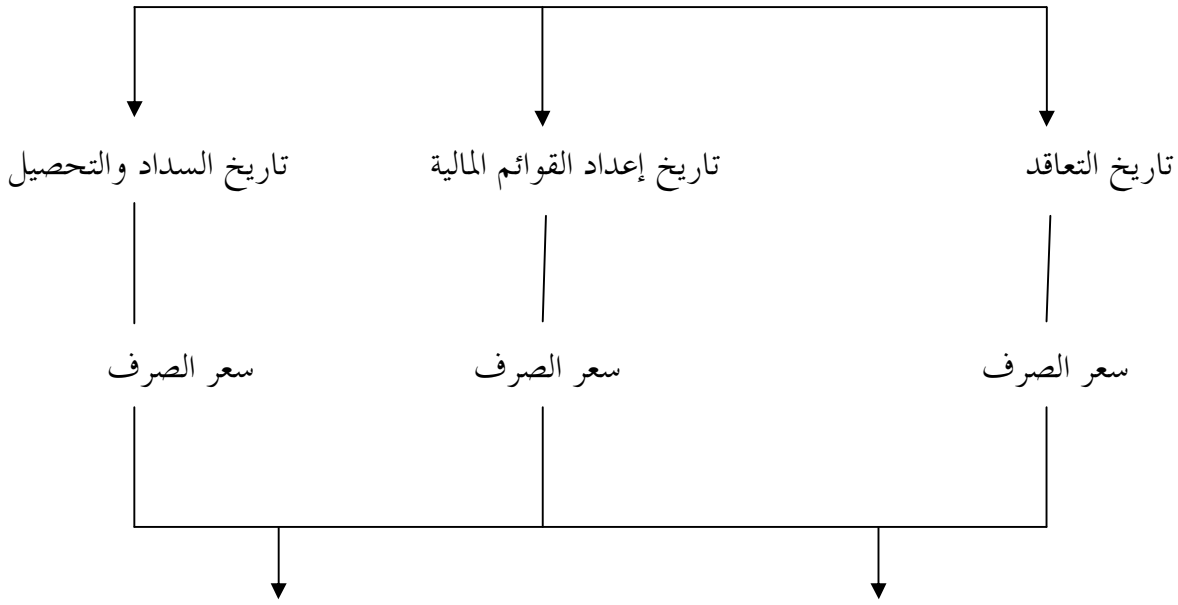 تاريخ التعاقد
تاريخ إعداد القوائم المالية
تاريخ السداد والتحصيل
سعر الصرف
سعر الصرف
سعر الصرف